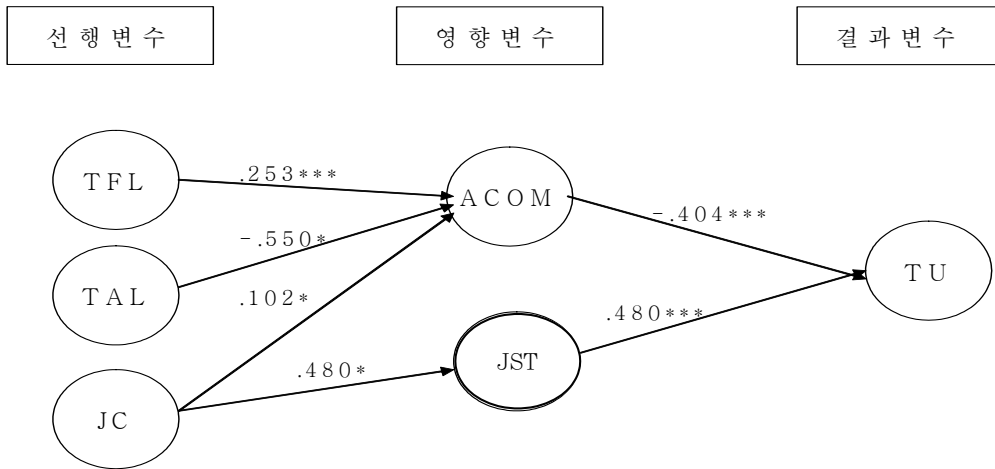 선 행 변 수
영 향 변 수
결 과 변 수
TFL
.253***
ACOM
-.404***
-.550*
TAL
.102*
TU
.480***
JST
.480*
JC